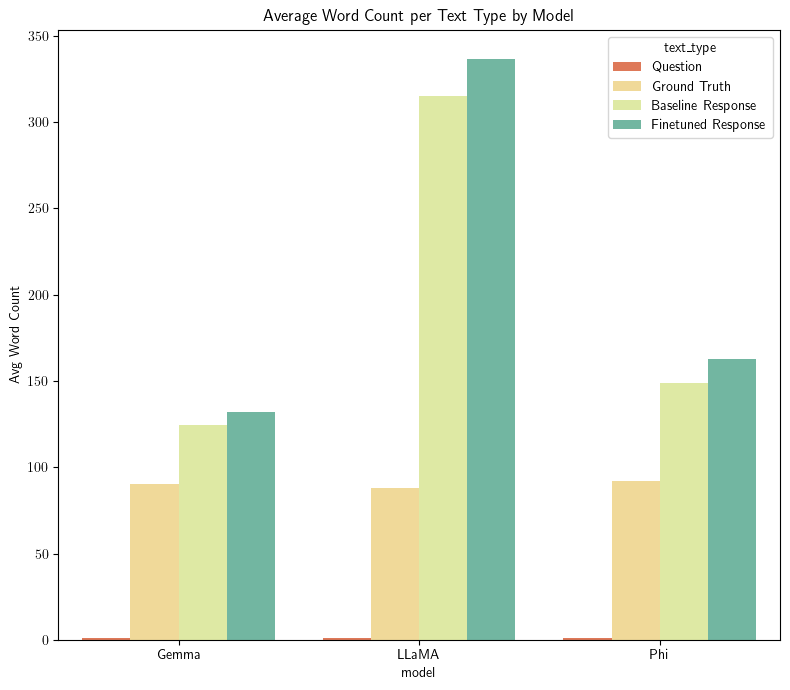 Average Word Count per Text Type by Model
text_type
Question
Ground Truth
Baseline Response
Finetuned Response
Avg Word Count
350
300
250
200
150
100
50
0
Gemma
LLaMA
Phi
model